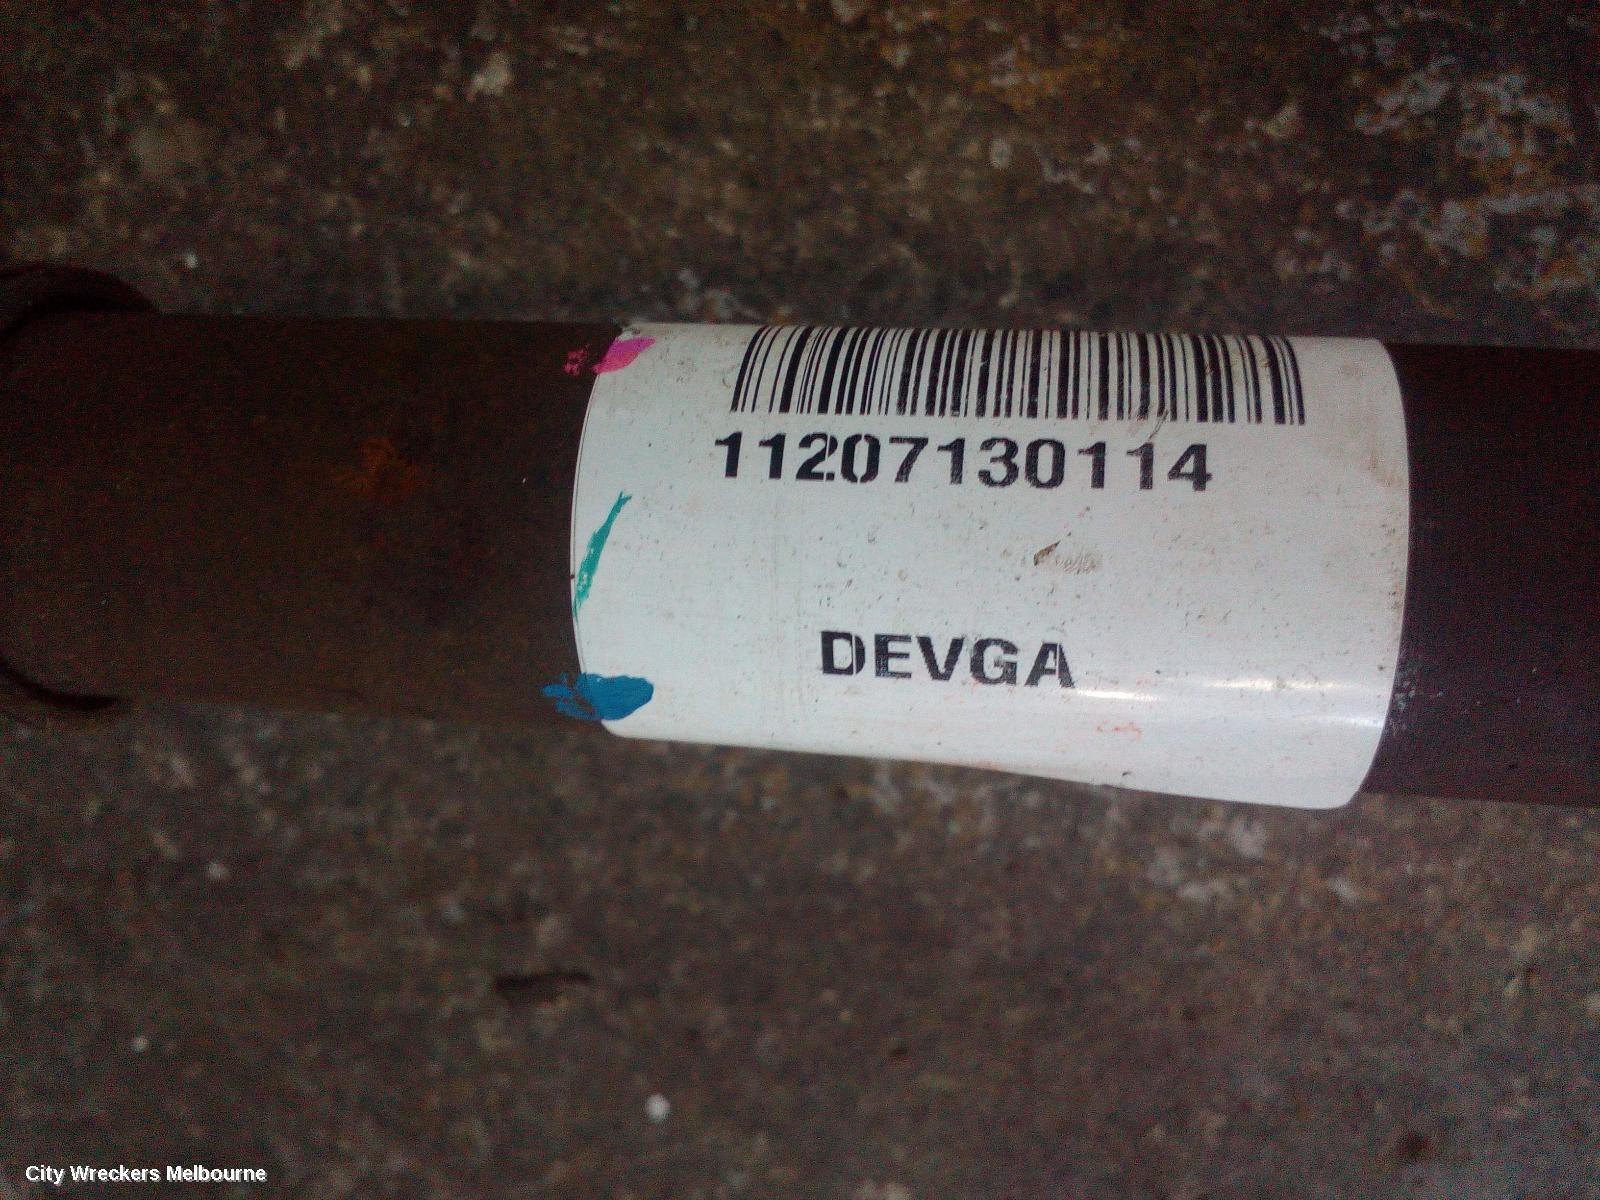 11207130114
DEVGA
City Wreckers Melbourne